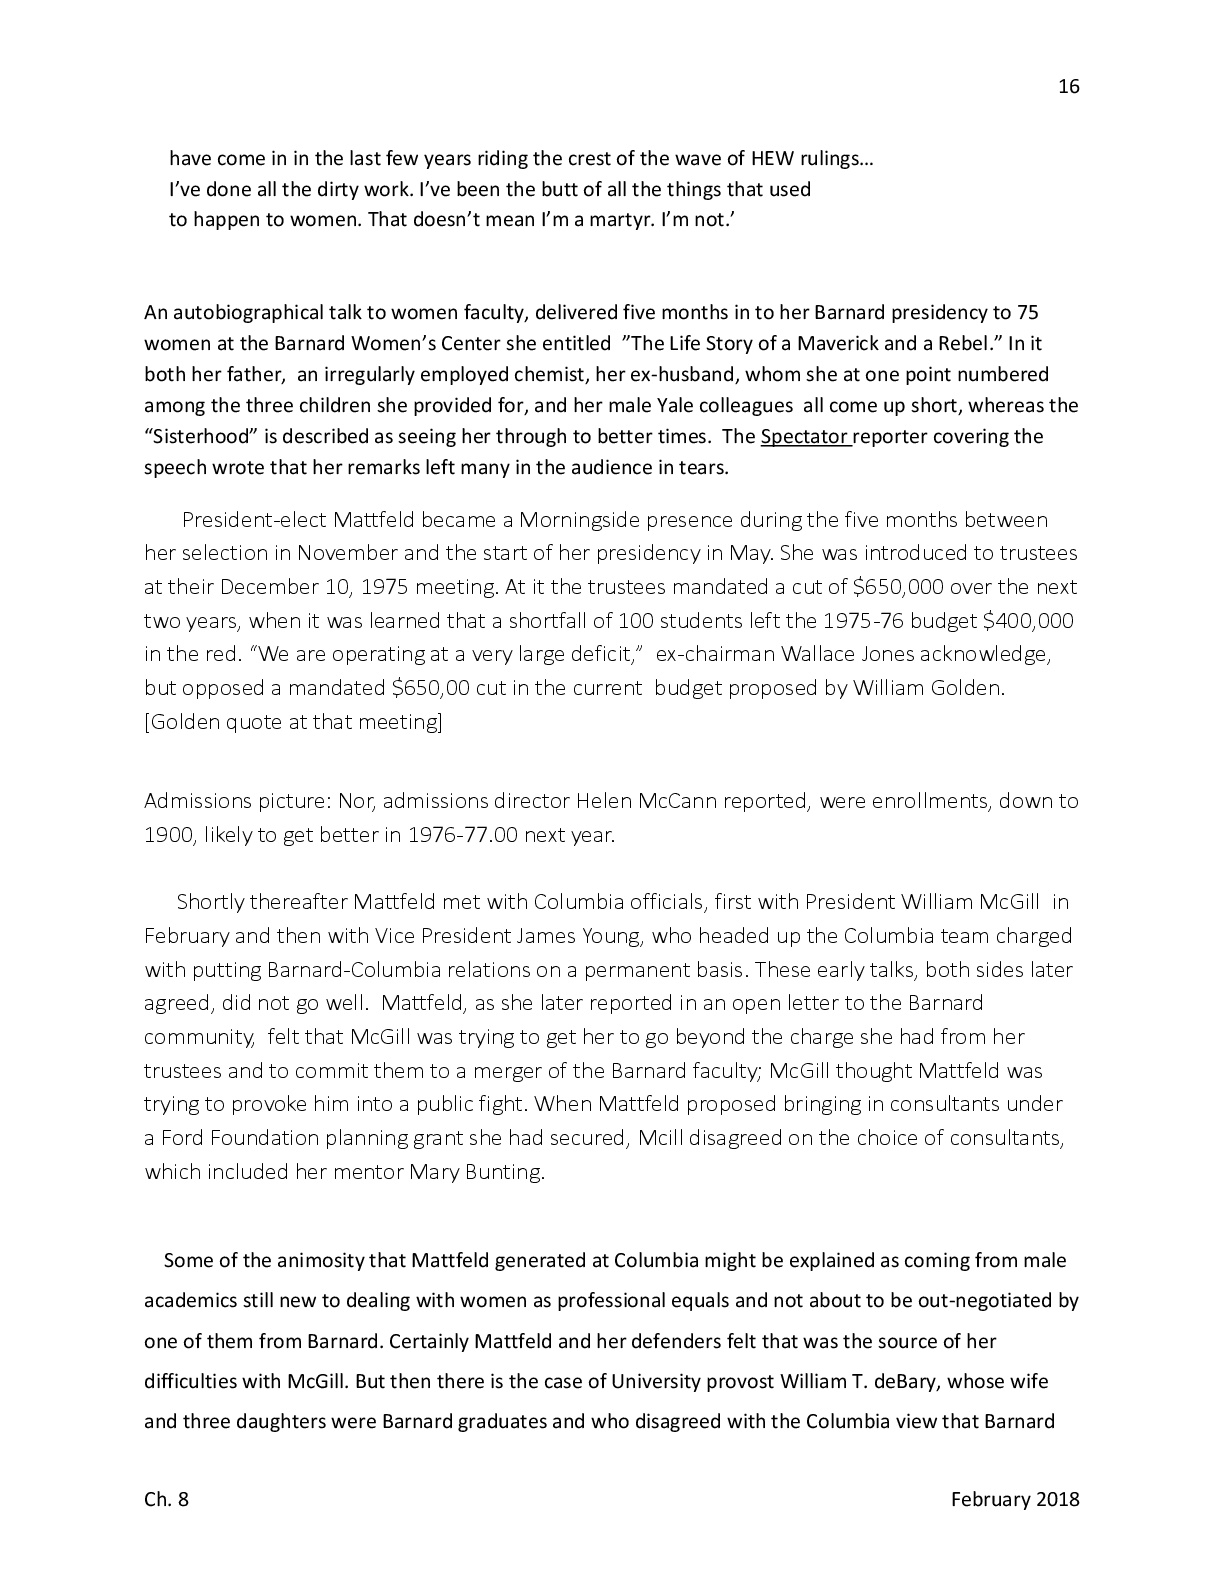 16
have come in in the last few years riding the crest of the wave of HEW rulings…
I’ve done all the dirty work. I’ve been the butt of all the things that used
to happen to women. That doesn’t mean I’m a martyr. I’m not.’
An autobiographical talk to women faculty, delivered five months in to her Barnard presidency to 75
women at the Barnard Women’s Center she entitled  ”The Life Story of a Maverick and a Rebel.” In it
both her father,  an irregularly employed chemist, her ex-husband, whom she at one point numbered
among the three children she provided for, and her male Yale colleagues  all come up short, whereas the
“Sisterhood” is described as seeing her through to better times.  The Spectator reporter covering the
speech wrote that her remarks left many in the audience in tears.
President-elect Mattfeld became a Morningside presence during the five months between
her selection in November and the start of her presidency in May. She was introduced to trustees
at their December 10, 1975 meeting. At it the trustees mandated a cut of $650,000 over the next
two years, when it was learned that a shortfall of 100 students left the 1975-76 budget $400,000
in the red. “We are operating at a very large deficit,”  ex-chairman Wallace Jones acknowledge,
but opposed a mandated $650,00 cut in the current  budget proposed by William Golden.
[Golden quote at that meeting]
Admissions picture: Nor, admissions director Helen McCann reported, were enrollments, down to
1900, likely to get better in 1976-77.00 next year.
Shortly thereafter Mattfeld met with Columbia officials, first with President William McGill  in
February and then with Vice President James Young, who headed up the Columbia team charged
with putting Barnard-Columbia relations on a permanent basis. These early talks, both sides later
agreed, did not go well.  Mattfeld, as she later reported in an open letter to the Barnard
community,  felt that McGill was trying to get her to go beyond the charge she had from her
trustees and to commit them to a merger of the Barnard faculty; McGill thought Mattfeld was
trying to provoke him into a public fight. When Mattfeld proposed bringing in consultants under
a Ford Foundation planning grant she had secured, Mcill disagreed on the choice of consultants,
which included her mentor Mary Bunting.
Some of the animosity that Mattfeld generated at Columbia might be explained as coming from male
academics still new to dealing with women as professional equals and not about to be out-negotiated by
one of them from Barnard. Certainly Mattfeld and her defenders felt that was the source of her
difficulties with McGill. But then there is the case of University provost William T. deBary, whose wife
and three daughters were Barnard graduates and who disagreed with the Columbia view that Barnard
Ch. 8 February 2018